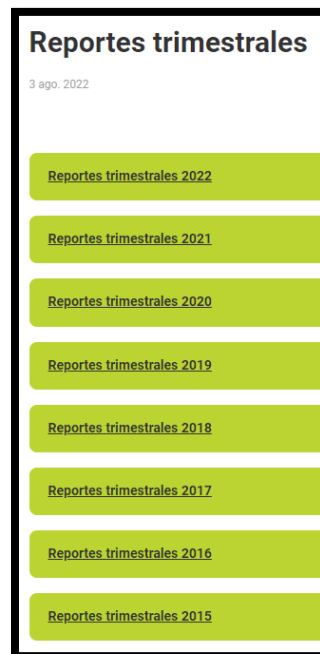 Reportes trimestrales
3 ago. 2022
Reportes trimestrales 2022
Reportes trimestrales 2021
Reportes trimestrales 2020
Reportes trimestrales 2019
Reportes trimestrales 2018
Reportes trimestrales 2017
Reportes trimestrales 2016
Reportes trimestrales 2015